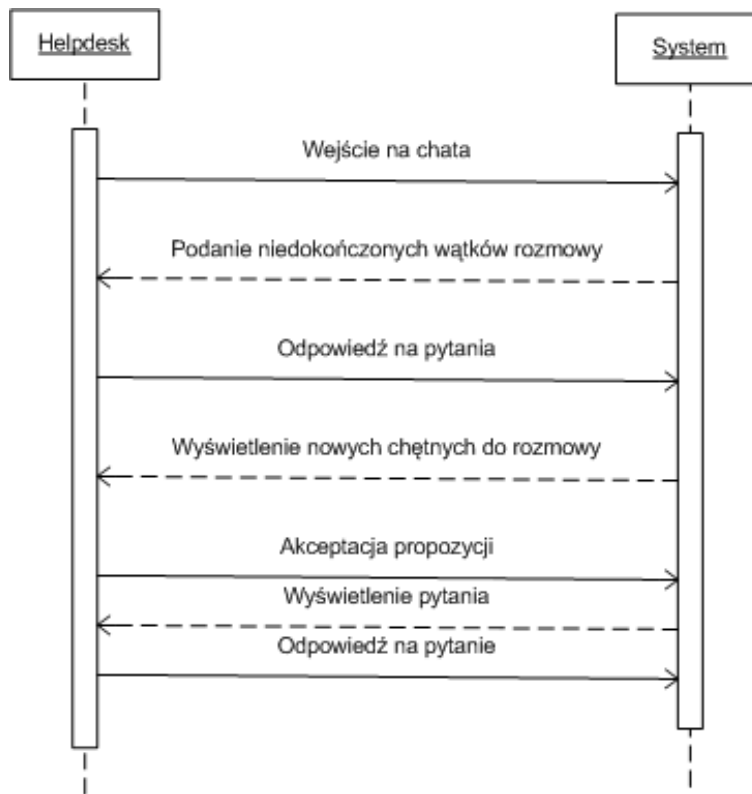 Helpdesk
System
Wejście na chata
Podanie niedokończonych wątków rozmowy
Odpowiedź na pytania
Wyświetlenie nowych chętnych do rozmowy
Akceptacja propozycji
Wyświetlenie pytania
Odpowiedź na pytanie